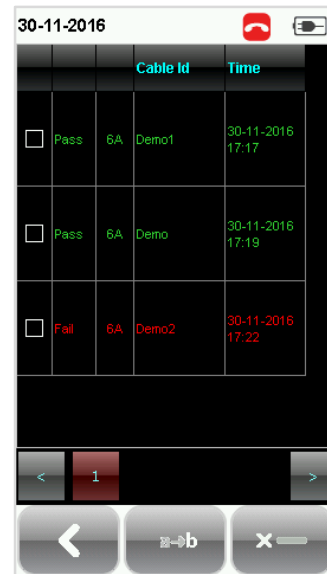 30-11-2016
Cable Id Time
Pass 6A Demo1 30-11-2016
17:17
Pass 6A Demo 30-11-2016
17:19
Fail 6A Demo2 30-11-2016
17:22
< 1 >
a b
x